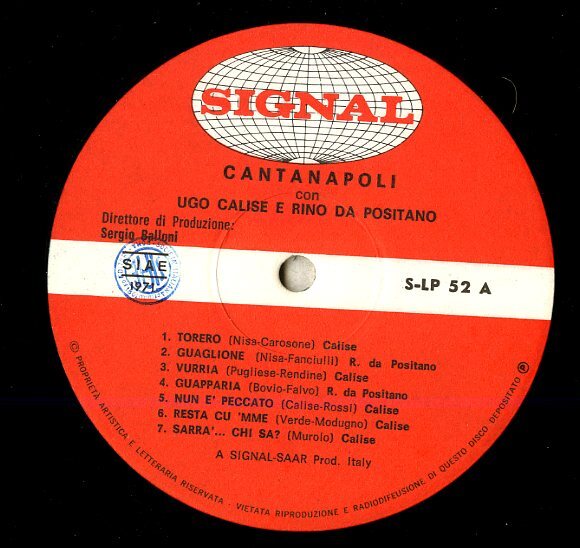 SIGNAL
CANTANAPOLI
con
UGO CALISE E RINO DA POSITANO
Direttore di Produzione:
Sergio Balloni
SIAE
1971
S-LP 52 A
1. TORERO (Nisa-Carosone) Calise
2. GUAGLIONE (Nisa-Fanciulli) R. da Positano
3. VURRIA (Pugliese-Rendine) Calise
4. GUAPPARIA (Bovio-Falvo) R. da Positano
5. NUN E' PECCATO (Calise-Rossi) Calise
6. RESTA CU 'MME (Verde-Modugno) Calise
7. SARRA'... CHI SA? (Murolo) Calise
A SIGNAL-SAAR Prod. Italy
© PROPRIETA ARTISTICA E LETTERARIA RISERVATA - VIETATA RIPRODUZIONE E RADIODIFEUSIONE DI QUESTO DISCO DEPOSITATO ℗